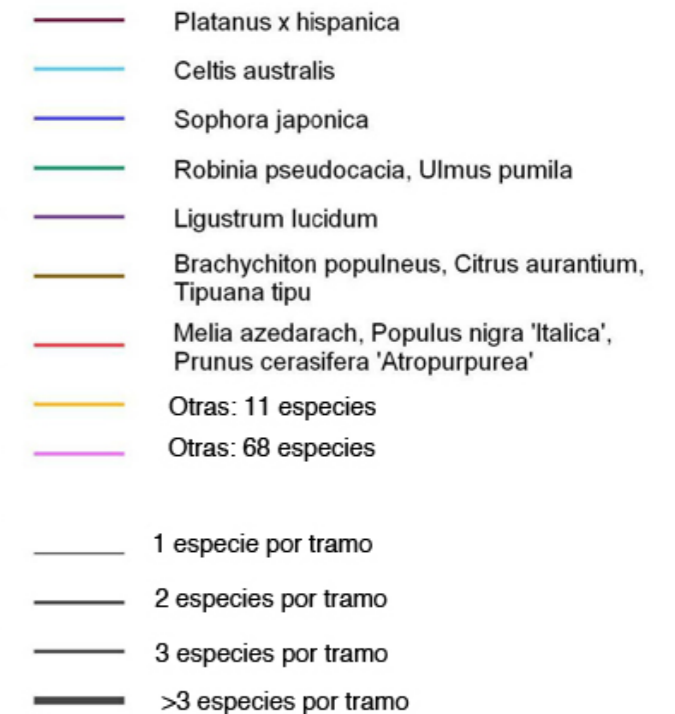 Platanus x hispanica
Celtis australis
Sophora japonica
Robinia pseudocacia, Ulmus pumila
Ligustrum lucidum
Brachychiton populneus, Citrus aurantium,
Tipuana tipu
Melia azedarach, Populus nigra 'Italica',
Prunus cerasifera 'Atropurpurea'
Otras: 11 especies
Otras: 68 especies
1 especie por tramo
2 especies por tramo
3 especies por tramo
>3 especies por tramo